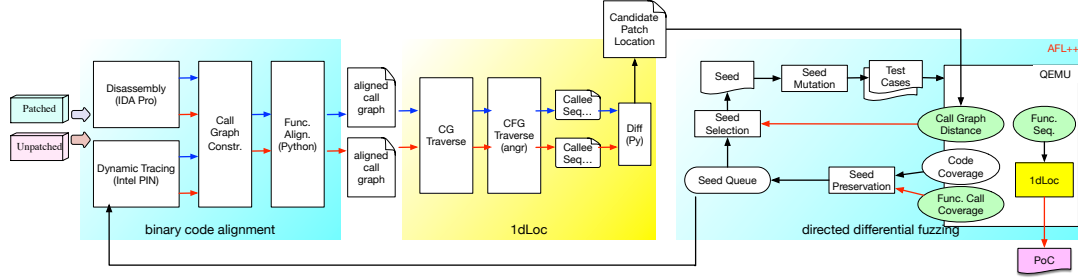 Patched
Unpatched
Disassembly
(IDA Pro)
Dynamic Tracing
(Intel PIN)
Call
Graph
Constr.
Func.
Align.
(Python)
aligned
call
graph
aligned
call
graph
binary code alignment
CG
Traverse
CFG
Traverse
(angr)
Callee
Seq...
Callee
Seq...
Diff
(Py)
Candidate
Patch
Location
1dLoc
Seed
Seed
Mutation
Test
Cases
Seed
Selection
Seed Queue
Seed
Preservation
AFL++
QEMU
Call Graph
Distance
Func.
Seq.
Code
Coverage
Func. Call
Coverage
1dLoc
directed differential fuzzing
PoC